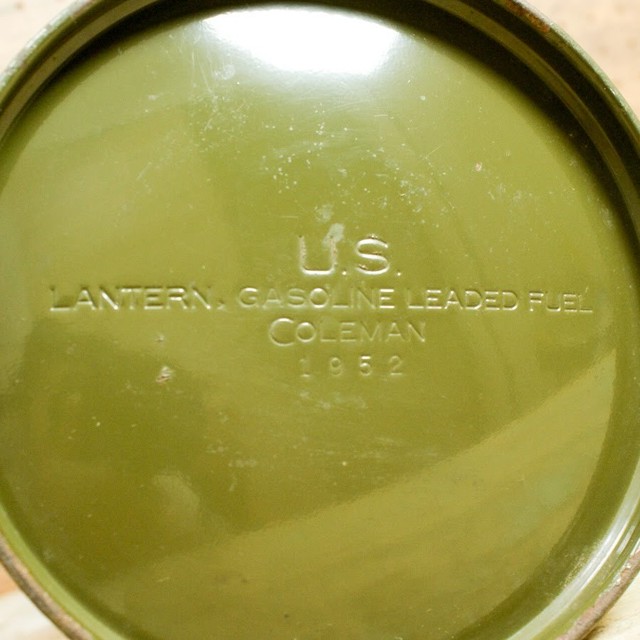 U.S.
LANTERN, GASOLINE LEADED FUEL
COLEMAN
1952